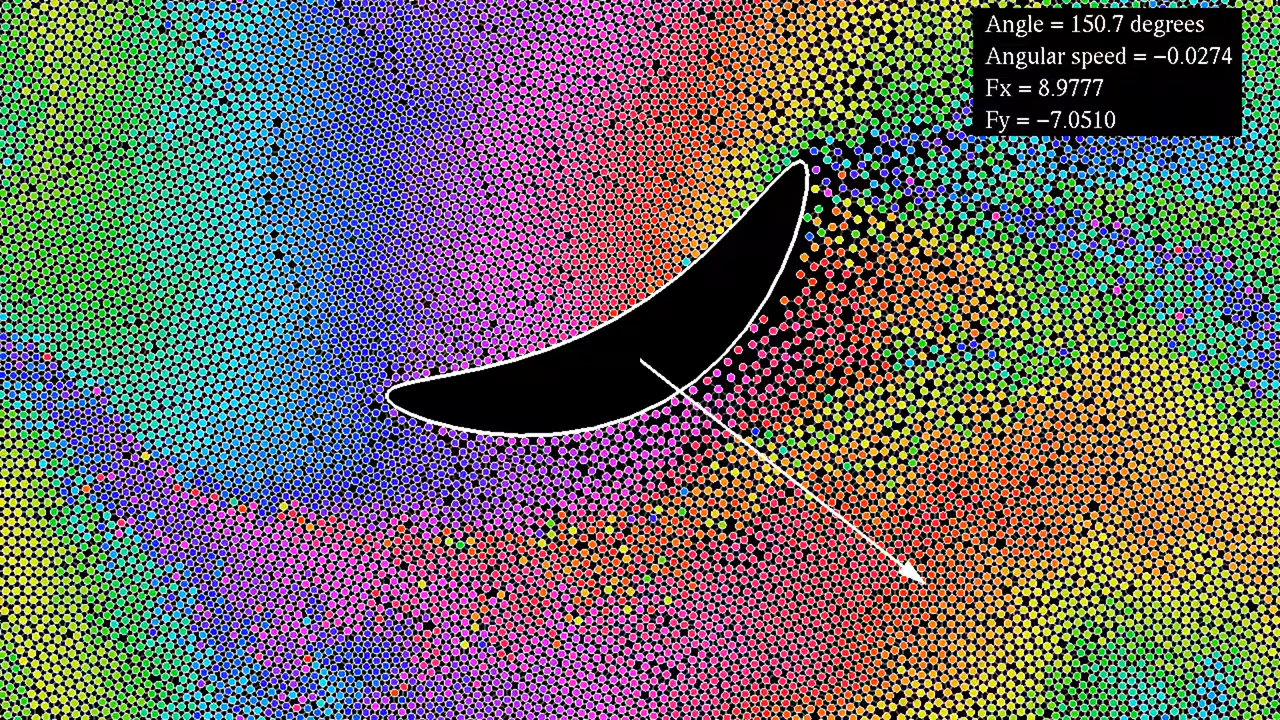 Angle = 150.7 degrees
Angular speed = −0.0274
Fx = 8.9777
Fy = −7.0510